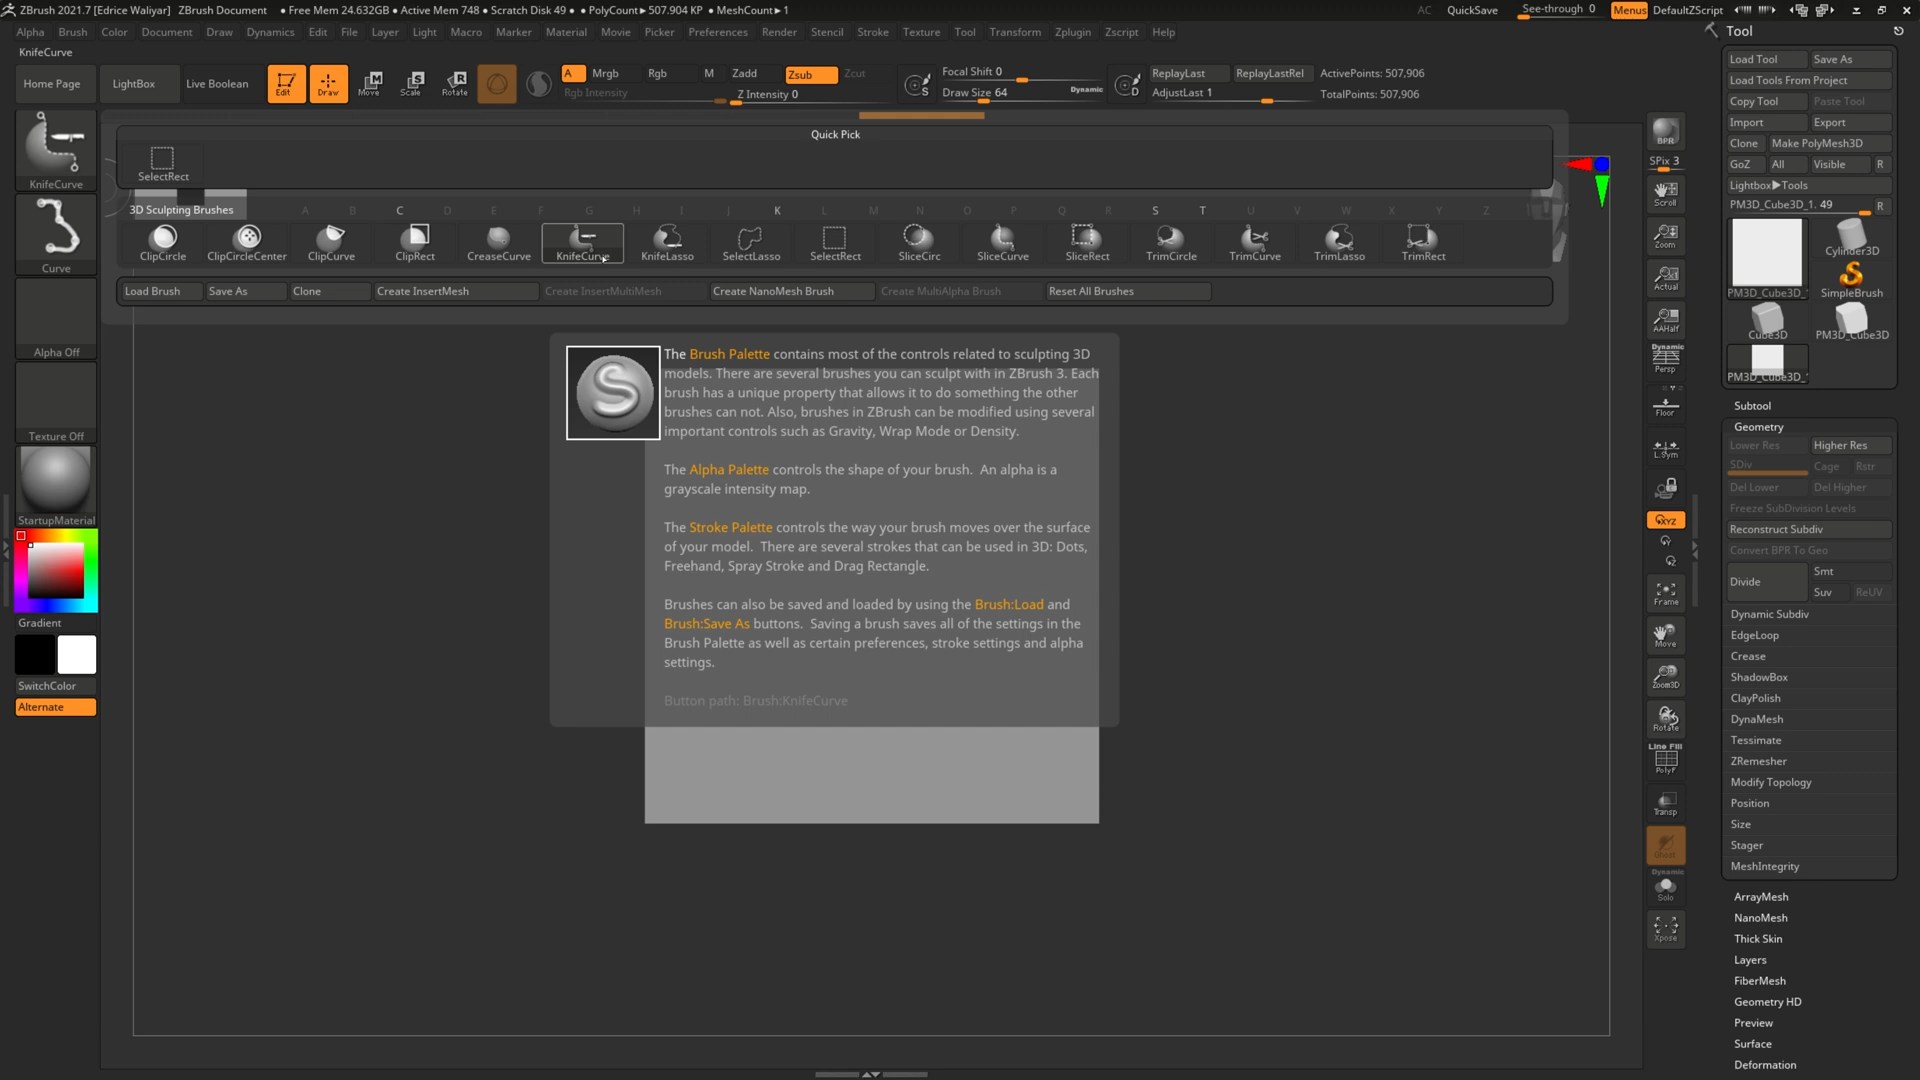 ZBrush 2021.7 [Edrice Waliyar] ZBrush Document • Free Mem 24.632GB • Active Mem 748 • Scratch Disk 49 • PolyCount▶507.904 KP • MeshCount▶1 AC QuickSave See-through 0 Menus DefaultZScript
Alpha Brush Color Document Draw Dynamics Edit File Layer Light Macro Marker Material Movie Picker Preferences Render Stencil Stroke Texture Tool Transform Zplugin Zscript Help
KnifeCurve
Home Page LightBox Live Boolean Edit Draw Move Scale Rotate
A Mrgb Rgb M Zadd Zsub Zcut Focal Shift 0 ReplayLast ReplayLastRel ActivePoints: 507,906
Rgb Intensity Z Intensity 0 Draw Size 64 Dynamic AdjustLast 1 TotalPoints: 507,906
Quick Pick
SelectRect
3D Sculpting Brushes A B C D E F G H I J K L M N O P Q R S T U V W X Y Z
ClipCircle ClipCircleCenter ClipCurve ClipRect CreaseCurve KnifeCurve KnifeLasso SelectLasso SelectRect SliceCirc SliceCurve SliceRect TrimCircle TrimCurve TrimLasso TrimRect
Load Brush Save As Clone Create InsertMesh Create InsertMultiMesh Create NanoMesh Brush Create MultiAlpha Brush Reset All Brushes
The Brush Palette contains most of the controls related to sculpting 3D
models. There are several brushes you can sculpt with in ZBrush 3. Each
brush has a unique property that allows it to do something the other
brushes can not. Also, brushes in ZBrush can be modified using several
important controls such as Gravity, Wrap Mode or Density.
The Alpha Palette controls the shape of your brush. An alpha is a
grayscale intensity map.
The Stroke Palette controls the way your brush moves over the surface
of your model. There are several strokes that can be used in 3D: Dots,
Freehand, Spray Stroke and Drag Rectangle.
Brushes can also be saved and loaded by using the Brush:Load and
Brush:Save As buttons. Saving a brush saves all of the settings in the
Brush Palette as well as certain preferences, stroke settings and alpha
settings.
Button path: Brush:KnifeCurve
KnifeCurve
Curve
Alpha Off
Texture Off
StartupMaterial
Gradient
SwitchColor
Alternate
BPR
SPix 3
Scroll
Zoom
Actual
AAHalf
Dynamic
Persp
Floor
L.Sym
XYZ
Frame
Move
Zoom3D
Rotate
Line Fill
PolyF
Transp
Ghost
Dynamic
Solo
Xpose
Tool
Load Tool Save As
Load Tools From Project
Copy Tool Paste Tool
Import Export
Clone Make PolyMesh3D
GoZ All Visible R
Lightbox▶Tools
PM3D_Cube3D_1. 49 R
Cylinder3D
PM3D_Cube3D_ SimpleBrush
Cube3D PM3D_Cube3D
PM3D_Cube3D_
Subtool
Geometry
Lower Res Higher Res
SDiv Cage Rstr
Del Lower Del Higher
Freeze SubDivision Levels
Reconstruct Subdiv
Convert BPR To Geo
Divide Smt
Suv ReUV
Dynamic Subdiv
EdgeLoop
Crease
ShadowBox
ClayPolish
DynaMesh
Tessimate
ZRemesher
Modify Topology
Position
Size
Stager
MeshIntegrity
ArrayMesh
NanoMesh
Thick Skin
Layers
FiberMesh
Geometry HD
Preview
Surface
Deformation